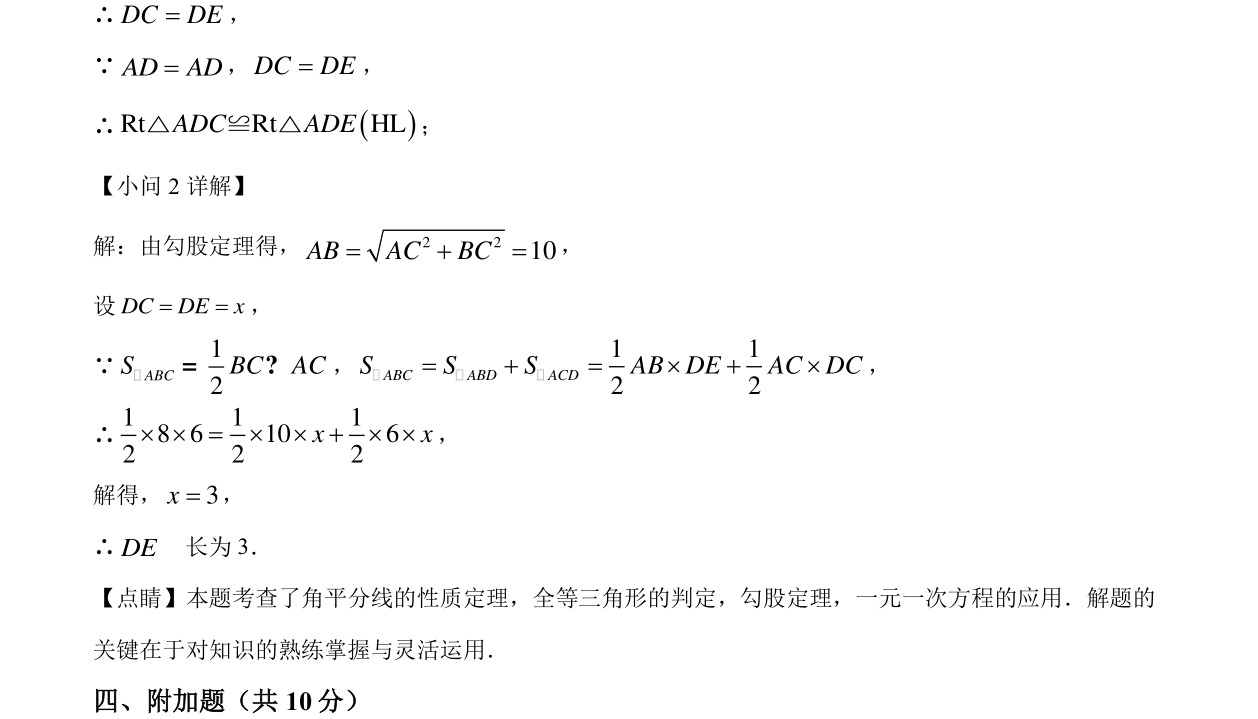 ∴DC = DE，
∵AD = AD，DC = DE，
∴Rt△ADC≌Rt△ADE(HL)；
【小问 2 详解】
解：由勾股定理得，AB = √(AC² + BC²) = 10，
设 DC = DE = x，
∵S□ABC = 1/2 BC? AC，S□ABC = S□ABD + S□ACD = 1/2 AB × DE + 1/2 AC × DC，
∴1/2 × 8 × 6 = 1/2 × 10 × x + 1/2 × 6 × x，
解得，x = 3，
∴DE 长为 3．
【点睛】本题考查了角平分线的性质定理，全等三角形的判定，勾股定理，一元一次方程的应用．解题的
关键在于对知识的熟练掌握与灵活运用．
四、附加题（共 10 分）